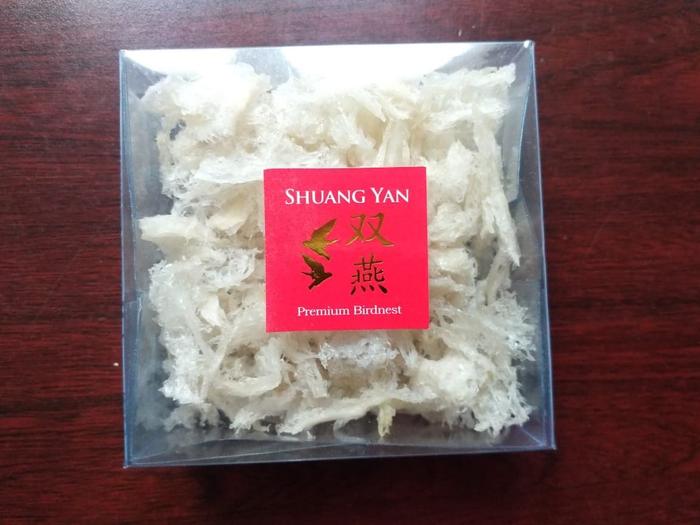 SHUANG YAN
双
燕
Premium Birdnest